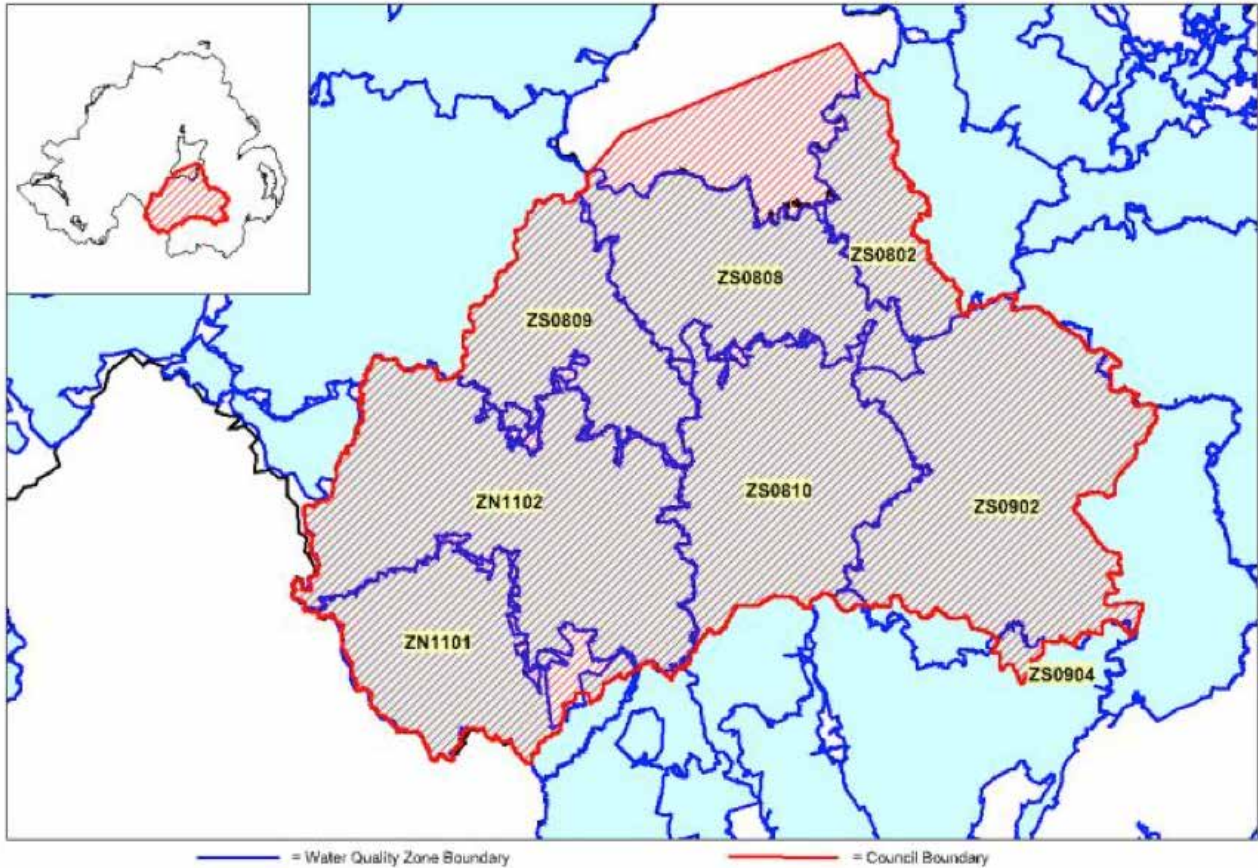 ZS0802
ZS0808
ZS0809
ZN1102
ZS0810
ZS0902
ZN1101
ZS0904
= Water Quality Zone Boundary
= Council Boundary